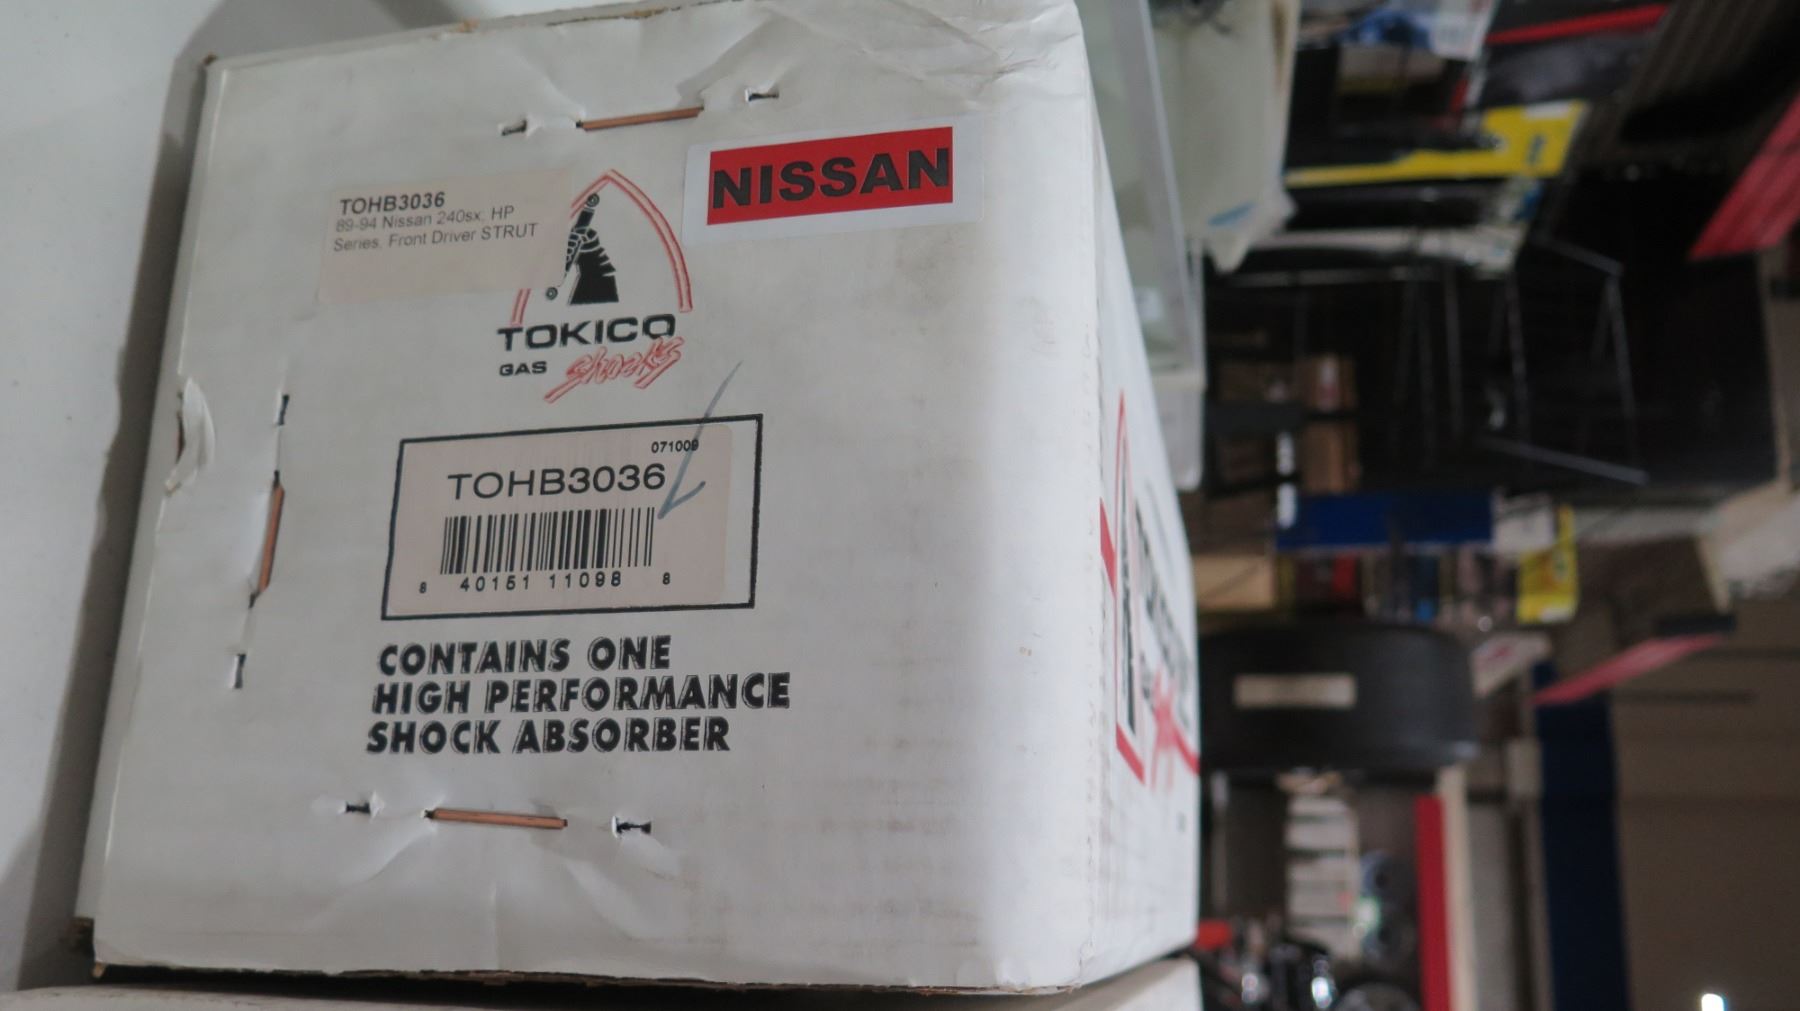 TOHB3036
89-94 Nissan 240sx, HP
Series, Front Driver STRUT
NISSAN
TOKICO
GAS Shocks
071009
TOHB3036
8 40151 11098 8
CONTAINS ONE
HIGH PERFORMANCE
SHOCK ABSORBER